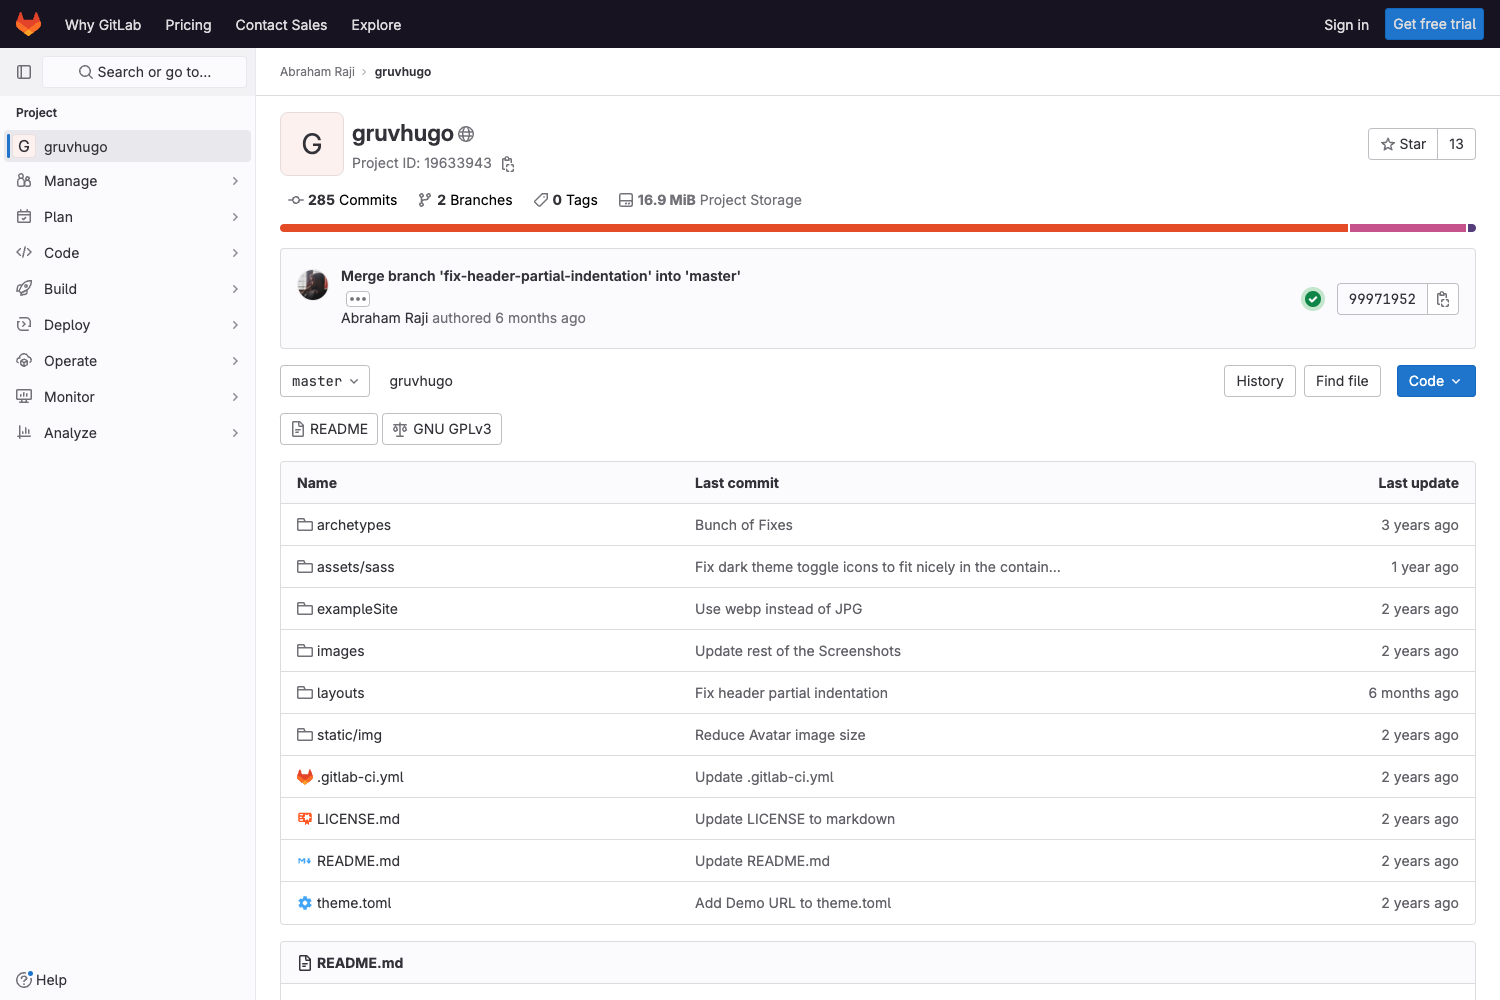 Why GitLab Pricing Contact Sales Explore Sign in Get free trial
Search or go to...
Abraham Raji > gruvhugo
Project
G gruvhugo
Manage
Plan
Code
Build
Deploy
Operate
Monitor
Analyze
Help
G
gruvhugo
Project ID: 19633943
Star 13
285 Commits 2 Branches 0 Tags 16.9 MiB Project Storage
Merge branch 'fix-header-partial-indentation' into 'master'
Abraham Raji authored 6 months ago
99971952
master gruvhugo History Find file Code
README GNU GPLv3
Name Last commit Last update
archetypes Bunch of Fixes 3 years ago
assets/sass Fix dark theme toggle icons to fit nicely in the contain... 1 year ago
exampleSite Use webp instead of JPG 2 years ago
images Update rest of the Screenshots 2 years ago
layouts Fix header partial indentation 6 months ago
static/img Reduce Avatar image size 2 years ago
.gitlab-ci.yml Update .gitlab-ci.yml 2 years ago
LICENSE.md Update LICENSE to markdown 2 years ago
README.md Update README.md 2 years ago
theme.toml Add Demo URL to theme.toml 2 years ago
README.md